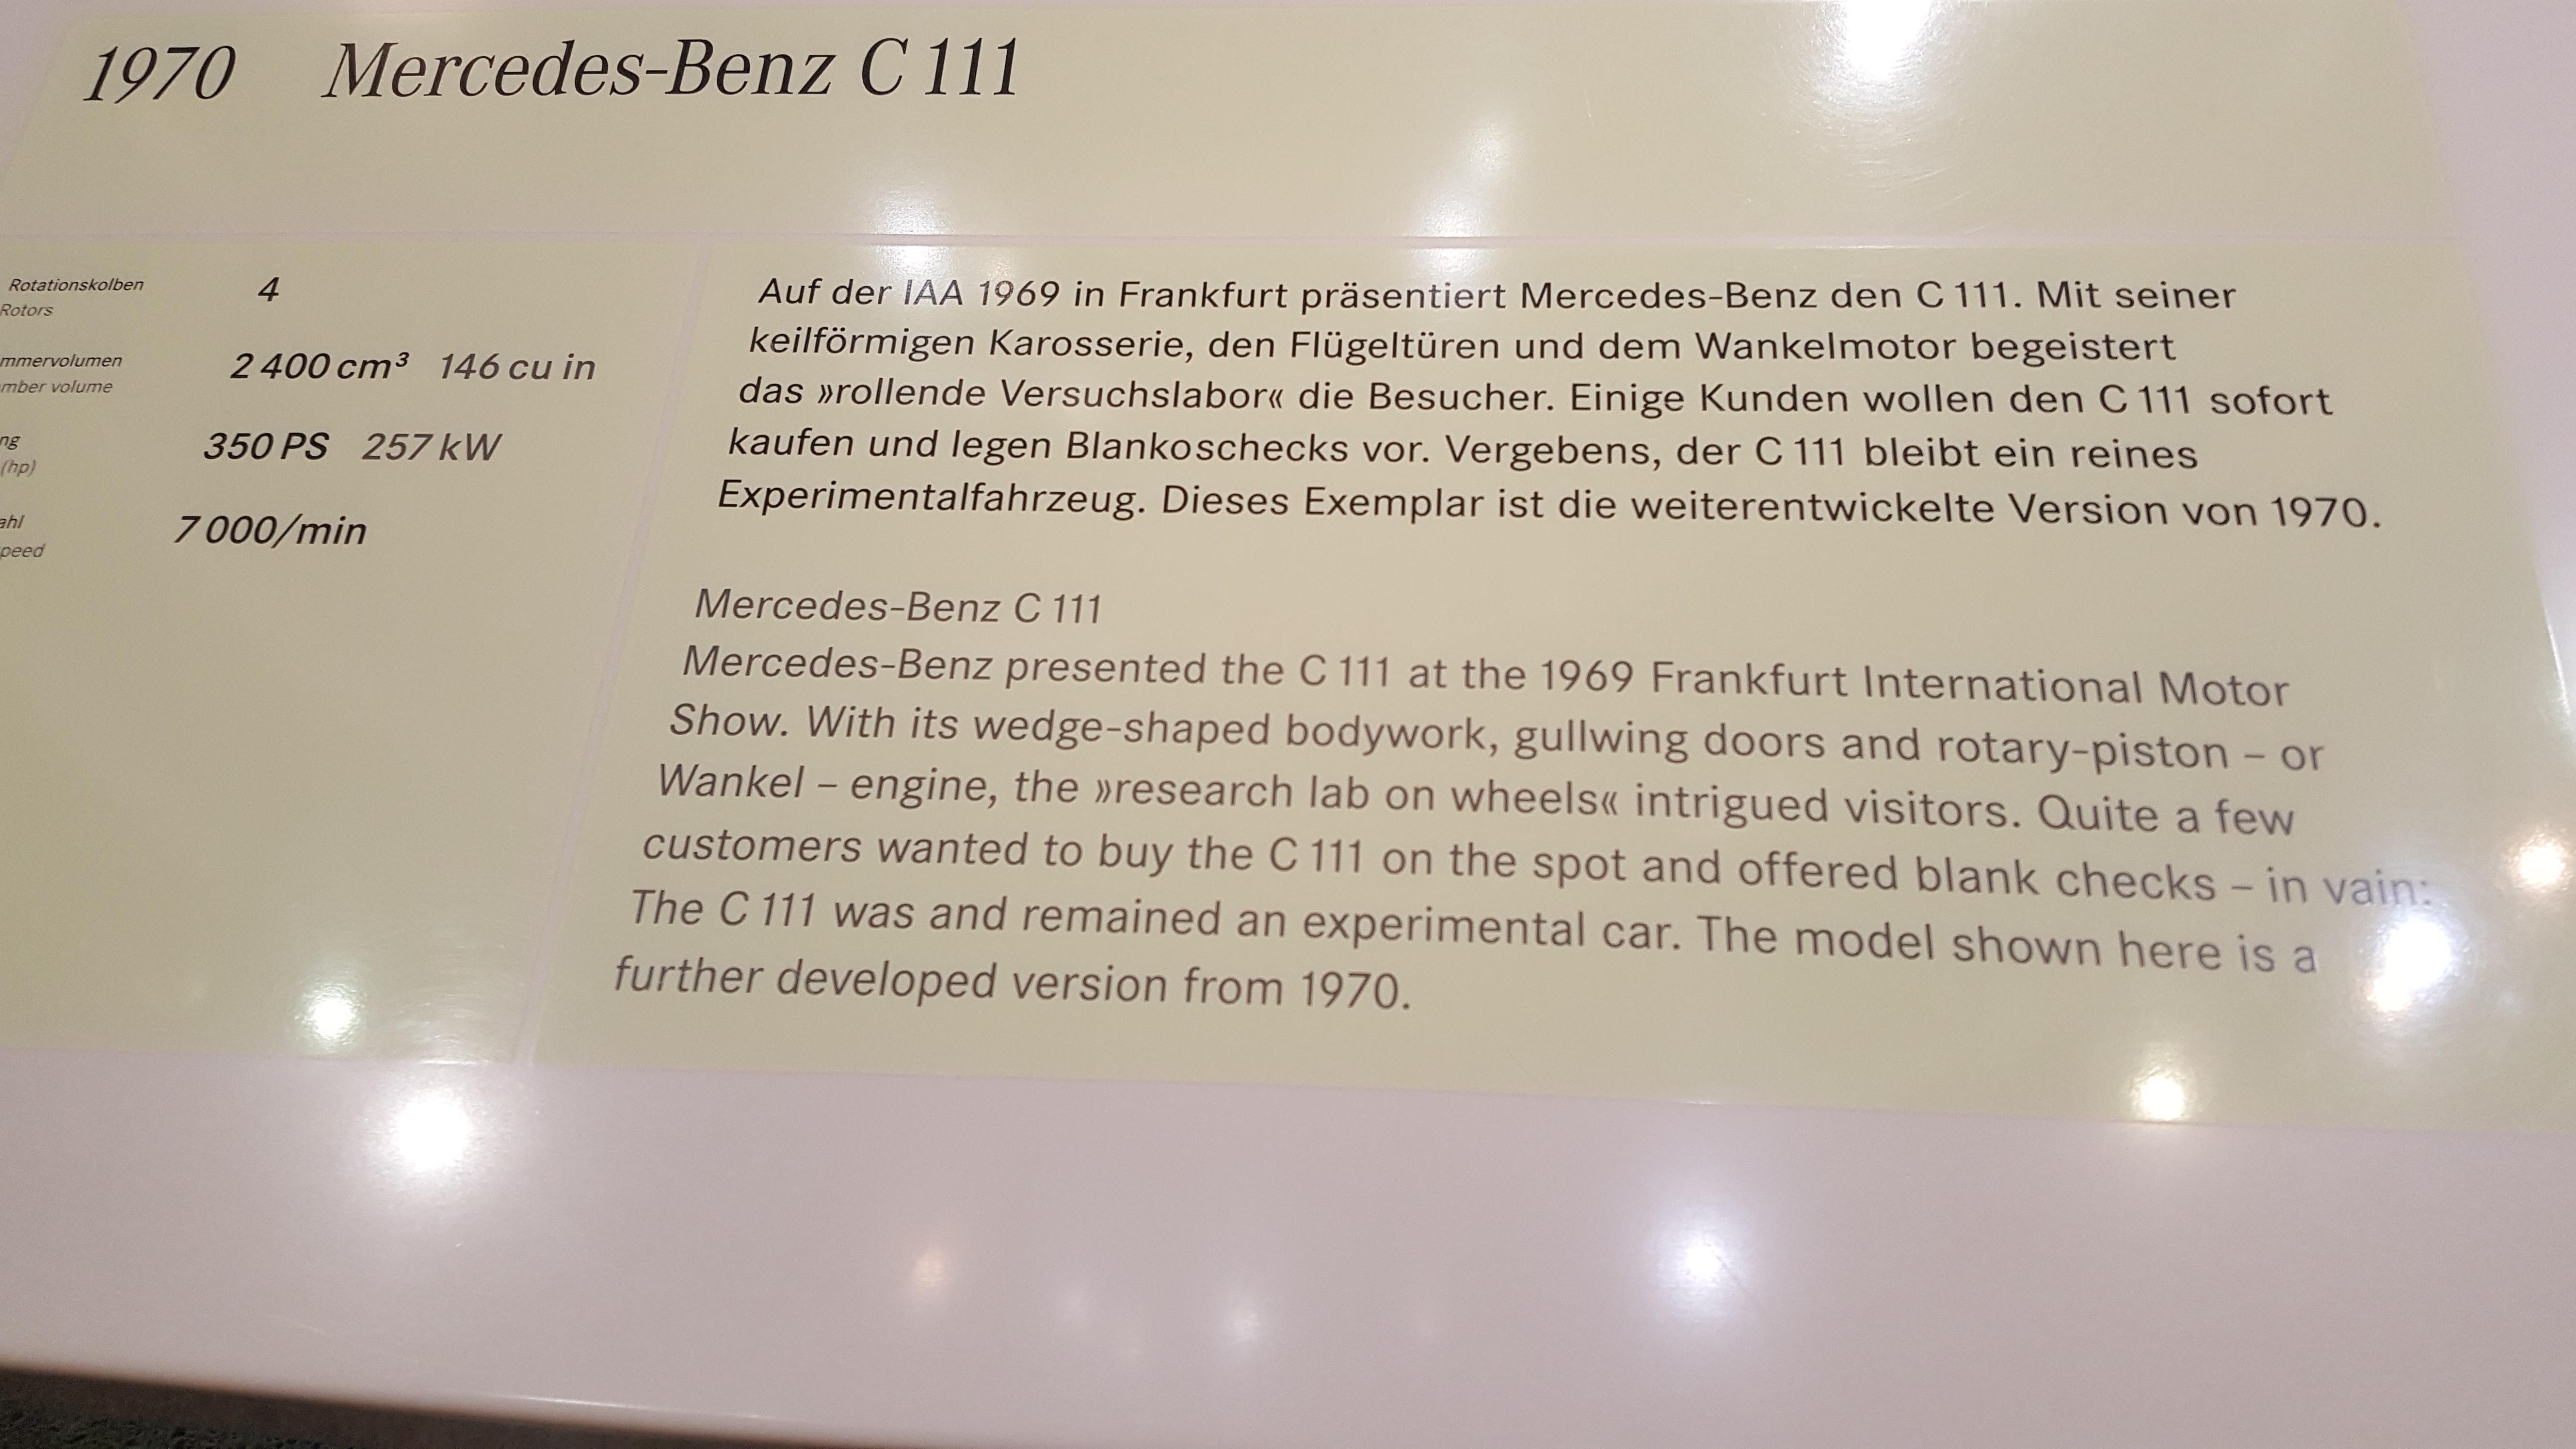 1970 Mercedes-Benz C 111
Rotationskolben 4
Rotors
mmervolumen 2 400 cm³ 146 cu in
mber volume
ng 350 PS 257 kW
(hp)
ahl 7 000/min
peed
Auf der IAA 1969 in Frankfurt präsentiert Mercedes-Benz den C 111. Mit seiner
keilförmigen Karosserie, den Flügeltüren und dem Wankelmotor begeistert
das »rollende Versuchslabor« die Besucher. Einige Kunden wollen den C 111 sofort
kaufen und legen Blankoschecks vor. Vergebens, der C 111 bleibt ein reines
Experimentalfahrzeug. Dieses Exemplar ist die weiterentwickelte Version von 1970.
Mercedes-Benz C 111
Mercedes-Benz presented the C 111 at the 1969 Frankfurt International Motor
Show. With its wedge-shaped bodywork, gullwing doors and rotary-piston – or
Wankel – engine, the »research lab on wheels« intrigued visitors. Quite a few
customers wanted to buy the C 111 on the spot and offered blank checks – in vain:
The C 111 was and remained an experimental car. The model shown here is a
further developed version from 1970.